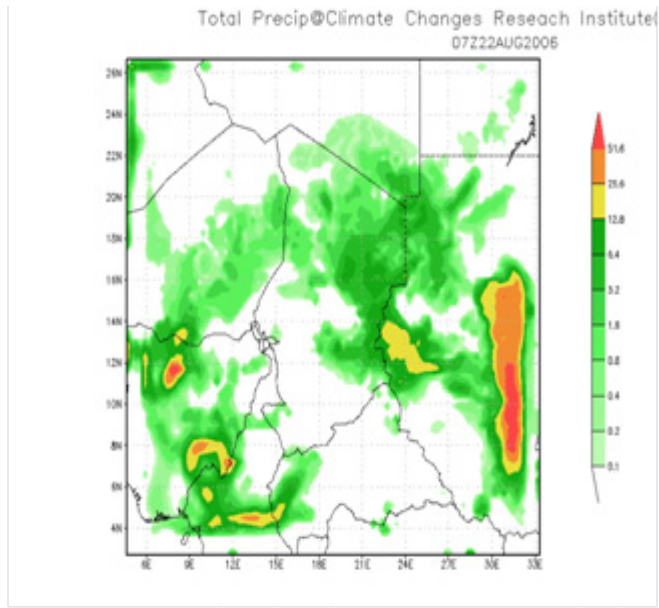 Total Precip@Climate Changes Reseach Institute(
07Z22AUG2006
26N
24N
22N
20N
18N
16N
14N
12N
10N
8N
6N
4N
6E 9E 12E 15E 18E 21E 24E 27E 30E 33E
51.6
25.6
12.8
6.4
5.2
1.8
0.8
0.4
0.2
0.1